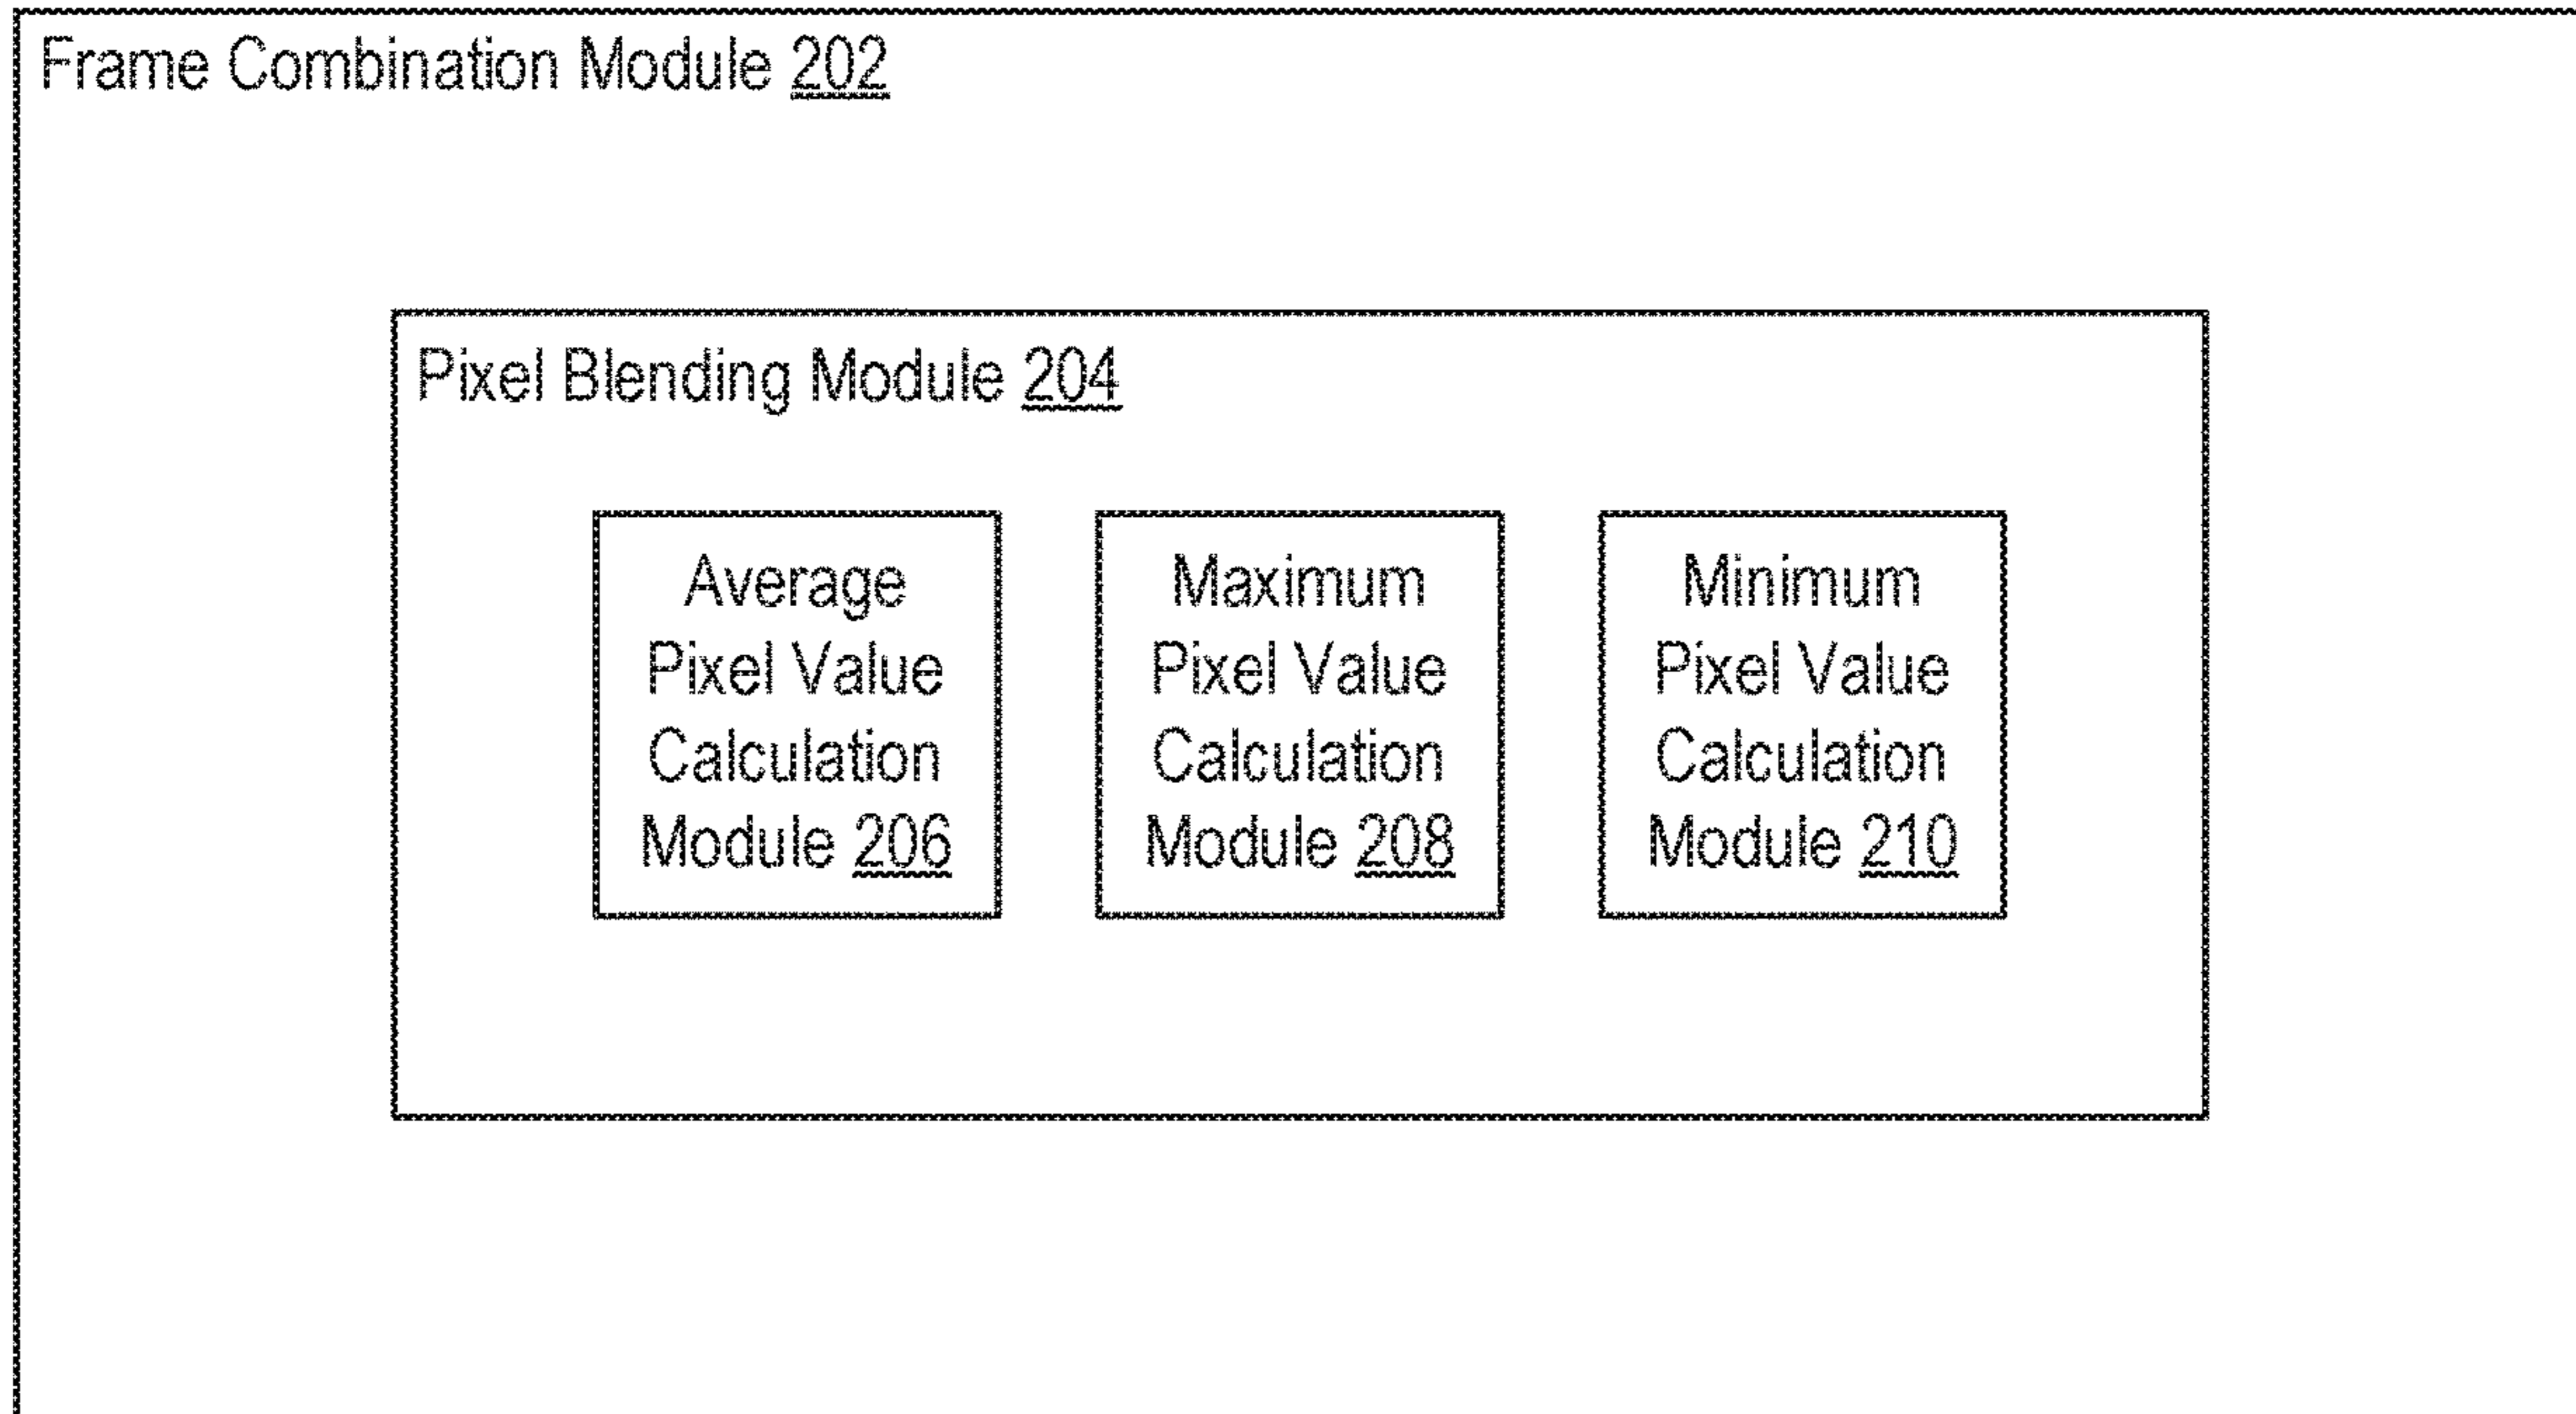 Frame Combination Module 202
Pixel Blending Module 204
Average
Pixel Value
Calculation
Module 206
Maximum
Pixel Value
Calculation
Module 208
Minimum
Pixel Value
Calculation
Module 210